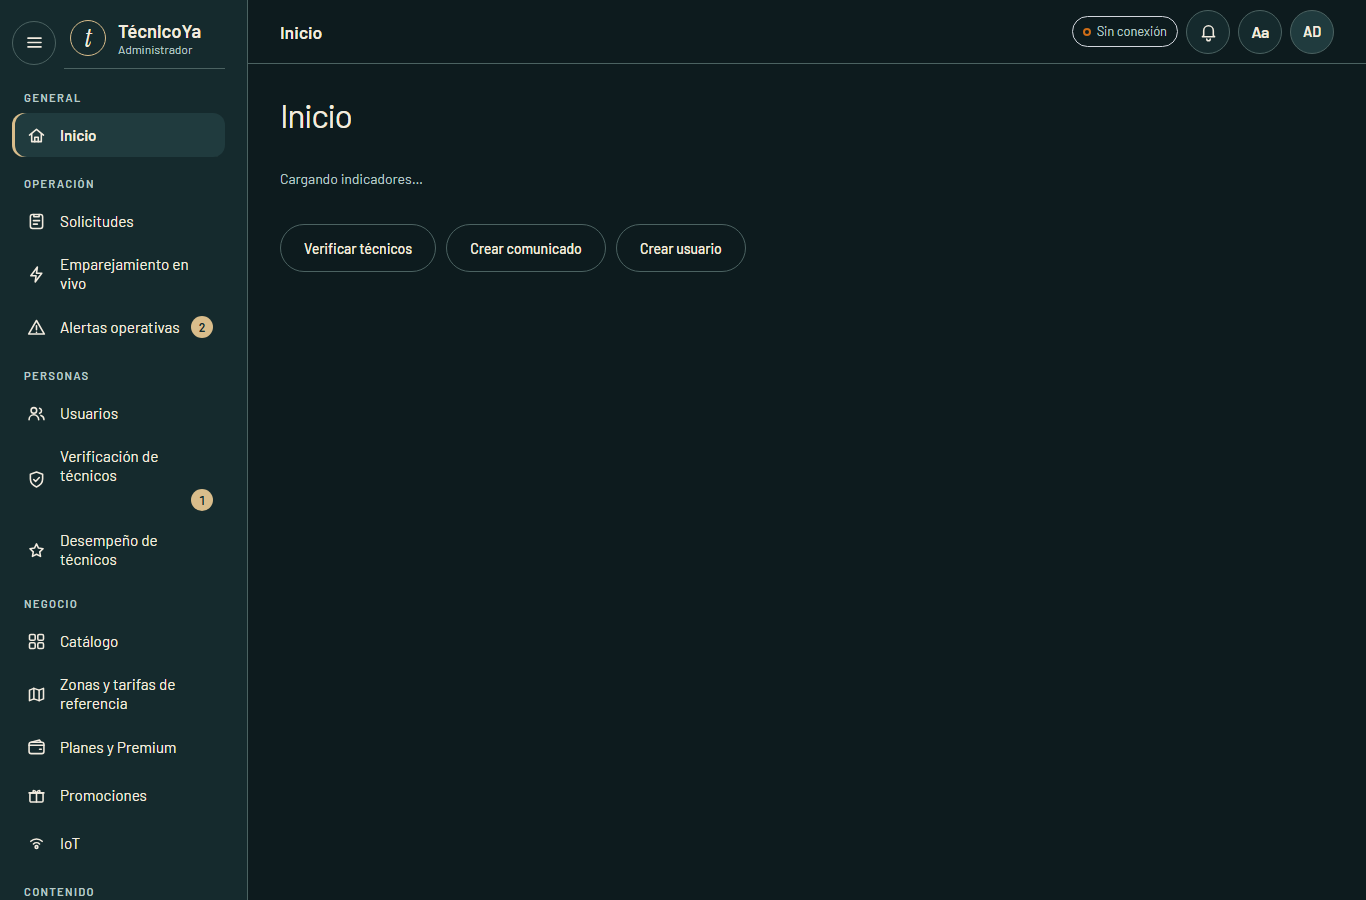 t
TécnicoYa
Administrador
Inicio
Sin conexión
Aa
AD
GENERAL
Inicio
OPERACIÓN
Solicitudes
Emparejamiento en
vivo
Alertas operativas 2
PERSONAS
Usuarios
Verificación de
técnicos
1
Desempeño de
técnicos
NEGOCIO
Catálogo
Zonas y tarifas de
referencia
Planes y Premium
Promociones
IoT
CONTENIDO
Inicio
Cargando indicadores...
Verificar técnicos
Crear comunicado
Crear usuario